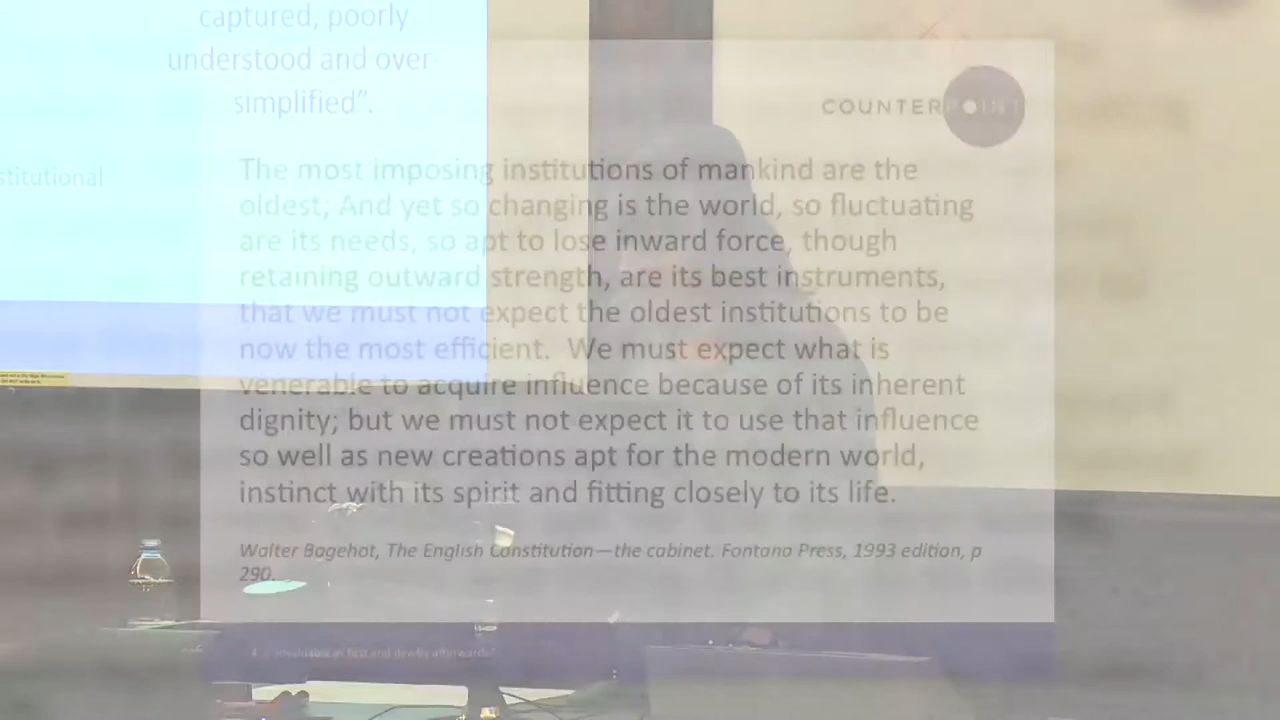 captured, poorly
understood and over-
simplified”.
stitutional
COUNTERPOINT
The most imposing institutions of mankind are the
oldest; And yet so changing is the world, so fluctuating
are its needs, so apt to lose inward force, though
retaining outward strength, are its best instruments,
that we must not expect the oldest institutions to be
now the most efficient.  We must expect what is
venerable to acquire influence because of its inherent
dignity; but we must not expect it to use that influence
so well as new creations apt for the modern world,
instinct with its spirit and fitting closely to its life.
Walter Bagehot, The English Constitution—the cabinet. Fontana Press, 1993 edition, p
290.